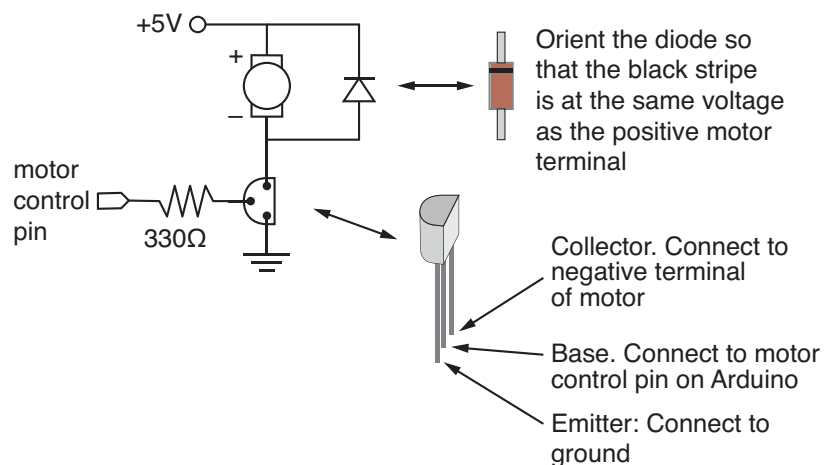 +5V
+
–
Orient the diode so
that the black stripe
is at the same voltage
as the positive motor
terminal
motor
control
pin
330Ω
Collector. Connect to
negative terminal
of motor
Base. Connect to motor
control pin on Arduino
Emitter: Connect to
ground